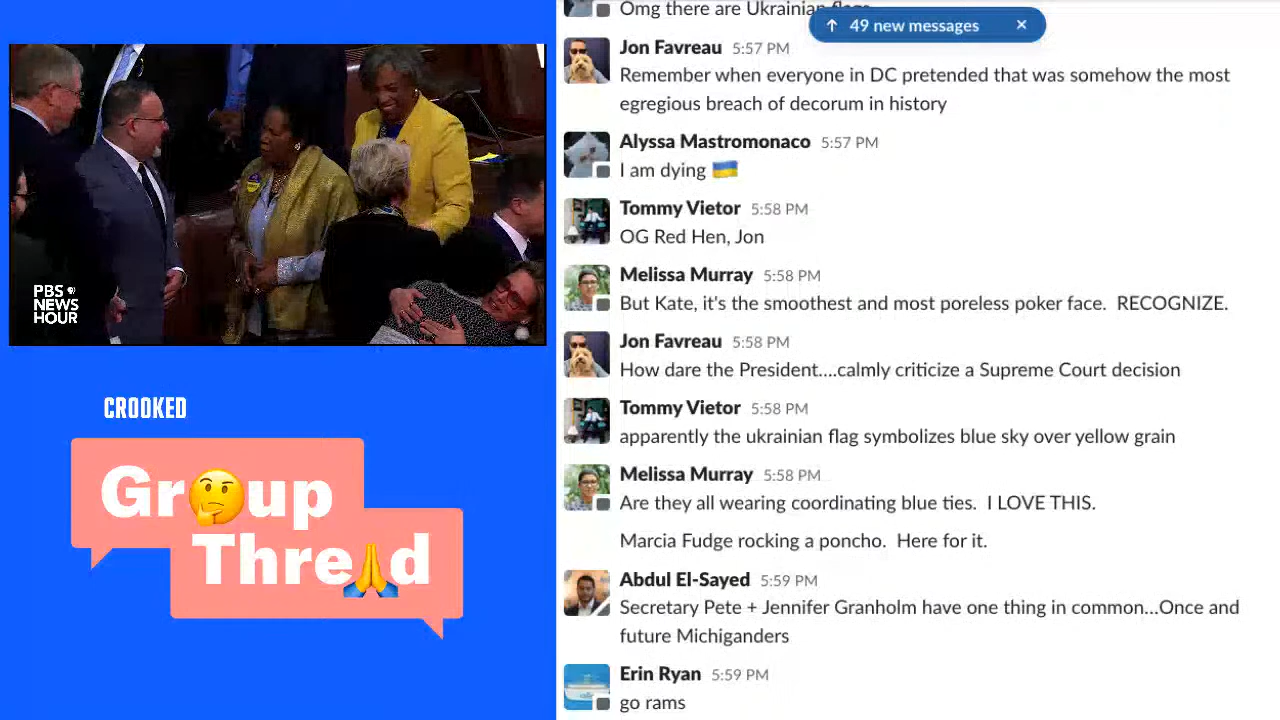 PBS
NEWS
HOUR
CROOKED
Gr🤔up
Thre🙏d
Omg there are Ukrainian flags
↑ 49 new messages ×
Jon Favreau 5:57 PM
Remember when everyone in DC pretended that was somehow the most
egregious breach of decorum in history
Alyssa Mastromonaco 5:57 PM
I am dying 🇺🇦
Tommy Vietor 5:58 PM
OG Red Hen, Jon
Melissa Murray 5:58 PM
But Kate, it's the smoothest and most poreless poker face.  RECOGNIZE.
Jon Favreau 5:58 PM
How dare the President....calmly criticize a Supreme Court decision
Tommy Vietor 5:58 PM
apparently the ukrainian flag symbolizes blue sky over yellow grain
Melissa Murray 5:58 PM
Are they all wearing coordinating blue ties.  I LOVE THIS.
Marcia Fudge rocking a poncho.  Here for it.
Abdul El-Sayed 5:59 PM
Secretary Pete + Jennifer Granholm have one thing in common...Once and
future Michiganders
Erin Ryan 5:59 PM
go rams